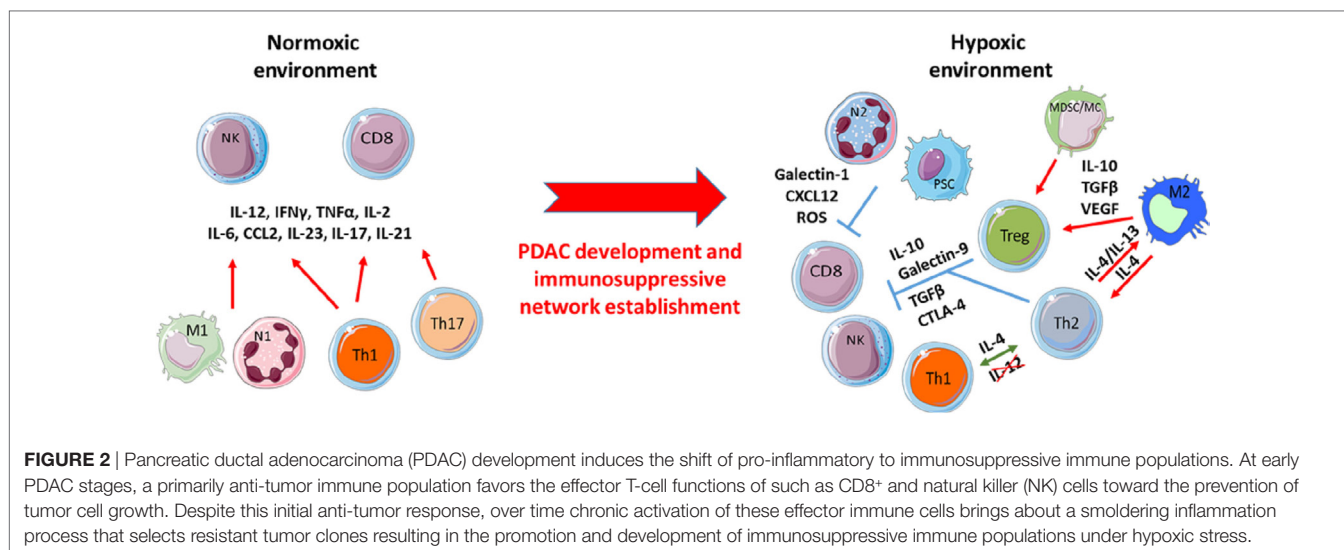 Normoxic
environment
NK
CD8
IL-12, IFNγ, TNFα, IL-2
IL-6, CCL2, IL-23, IL-17, IL-21
M1
N1
Th1
Th17
PDAC development and
immunosuppressive
network establishment
Hypoxic
environment
N2
PSC
Galectin-1
CXCL12
ROS
MDSC/MC
IL-10
TGFβ
VEGF
M2
Treg
CD8
IL-10
Galectin-9
TGFβ
CTLA-4
IL-4/IL-13
IL-4
Th2
NK
Th1
IL-4
IL-12
FIGURE 2 | Pancreatic ductal adenocarcinoma (PDAC) development induces the shift of pro-inflammatory to immunosuppressive immune populations. At early
PDAC stages, a primarily anti-tumor immune population favors the effector T-cell functions of such as CD8⁺ and natural killer (NK) cells toward the prevention of
tumor cell growth. Despite this initial anti-tumor response, over time chronic activation of these effector immune cells brings about a smoldering inflammation
process that selects resistant tumor clones resulting in the promotion and development of immunosuppressive immune populations under hypoxic stress.